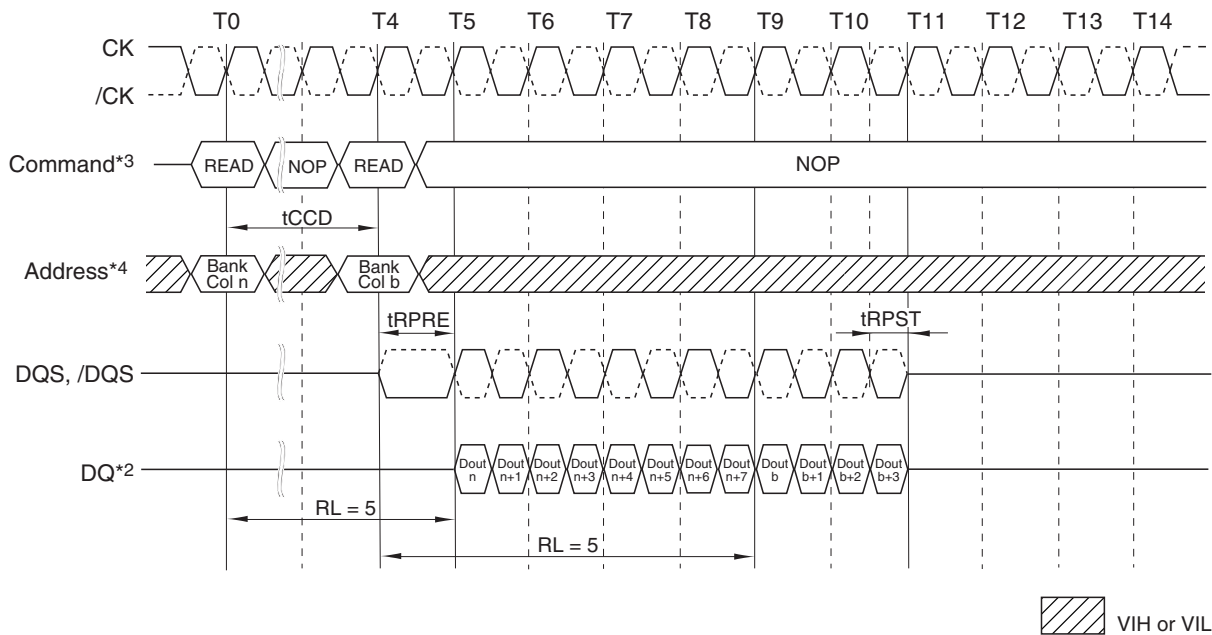 T0 T4 T5 T6 T7 T8 T9 T10 T11 T12 T13 T14
CK
/CK
Command*3
READ NOP READ NOP
tCCD
Address*4
Bank
Col n
Bank
Col b
tRPRE
tRPST
DQS, /DQS
DQ*2
Dout
n
Dout
n+1
Dout
n+2
Dout
n+3
Dout
n+4
Dout
n+5
Dout
n+6
Dout
n+7
Dout
b
Dout
b+1
Dout
b+2
Dout
b+3
RL = 5
RL = 5
VIH or VIL